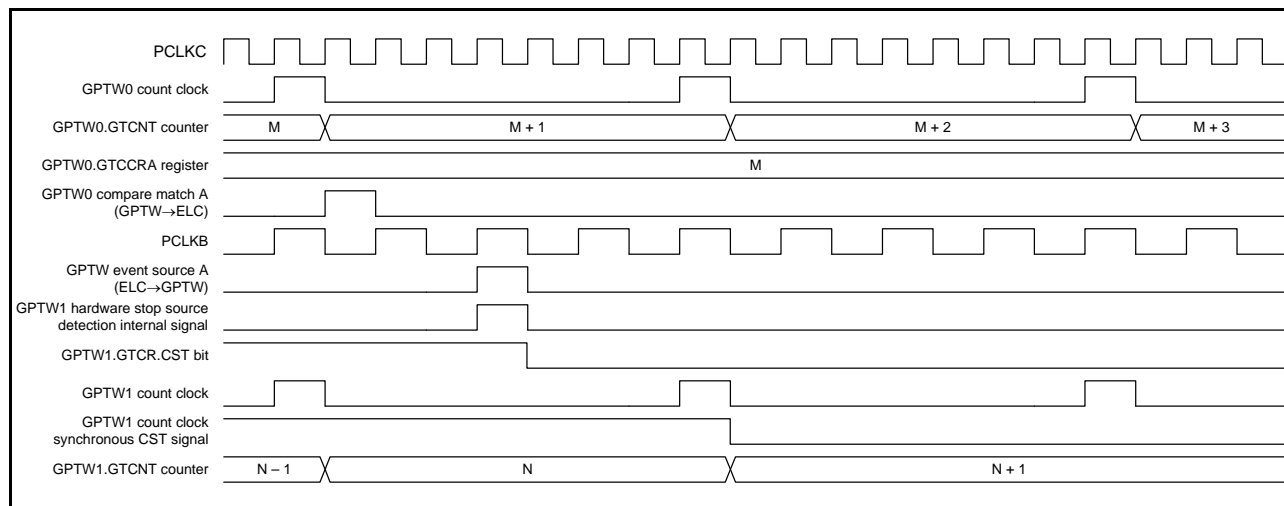 PCLKC
GPTW0 count clock
GPTW0.GTCNT counter
M
M + 1
M + 2
M + 3
GPTW0.GTCCRA register
M
GPTW0 compare match A
(GPTW→ELC)
PCLKB
GPTW event source A
(ELC→GPTW)
GPTW1 hardware stop source
detection internal signal
GPTW1.GTCR.CST bit
GPTW1 count clock
GPTW1 count clock
synchronous CST signal
GPTW1.GTCNT counter
N – 1
N
N + 1